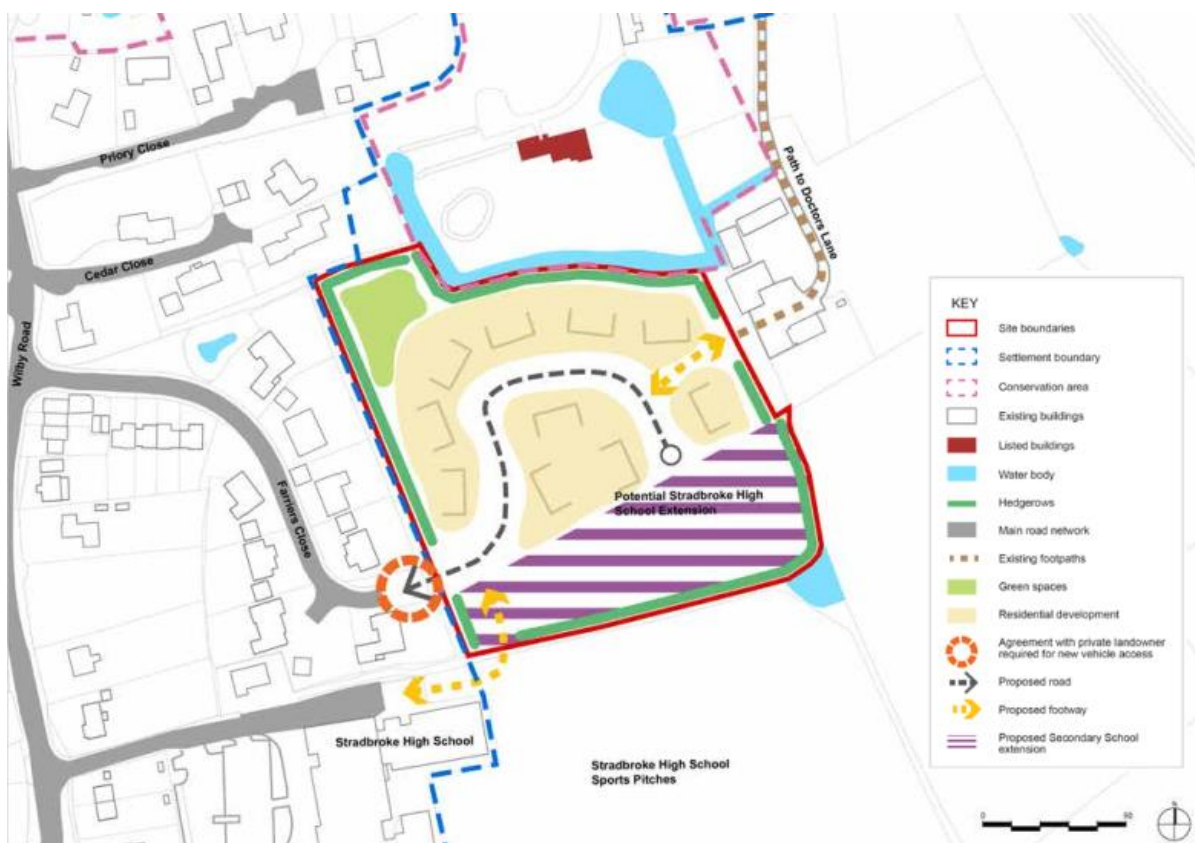 Priory Close
Cedar Close
Wilby Road
Farriers Close
Path to Doctors Lane
Potential Stradbroke High
School Extension
Stradbroke High School
Stradbroke High School
Sports Pitches
KEY
Site boundaries
Settlement boundary
Conservation area
Existing buildings
Listed buildings
Water body
Hedgerows
Main road network
Existing footpaths
Green spaces
Residential development
Agreement with private landowner
required for new vehicle access
Proposed road
Proposed footway
Proposed Secondary School
extension
0
90
N